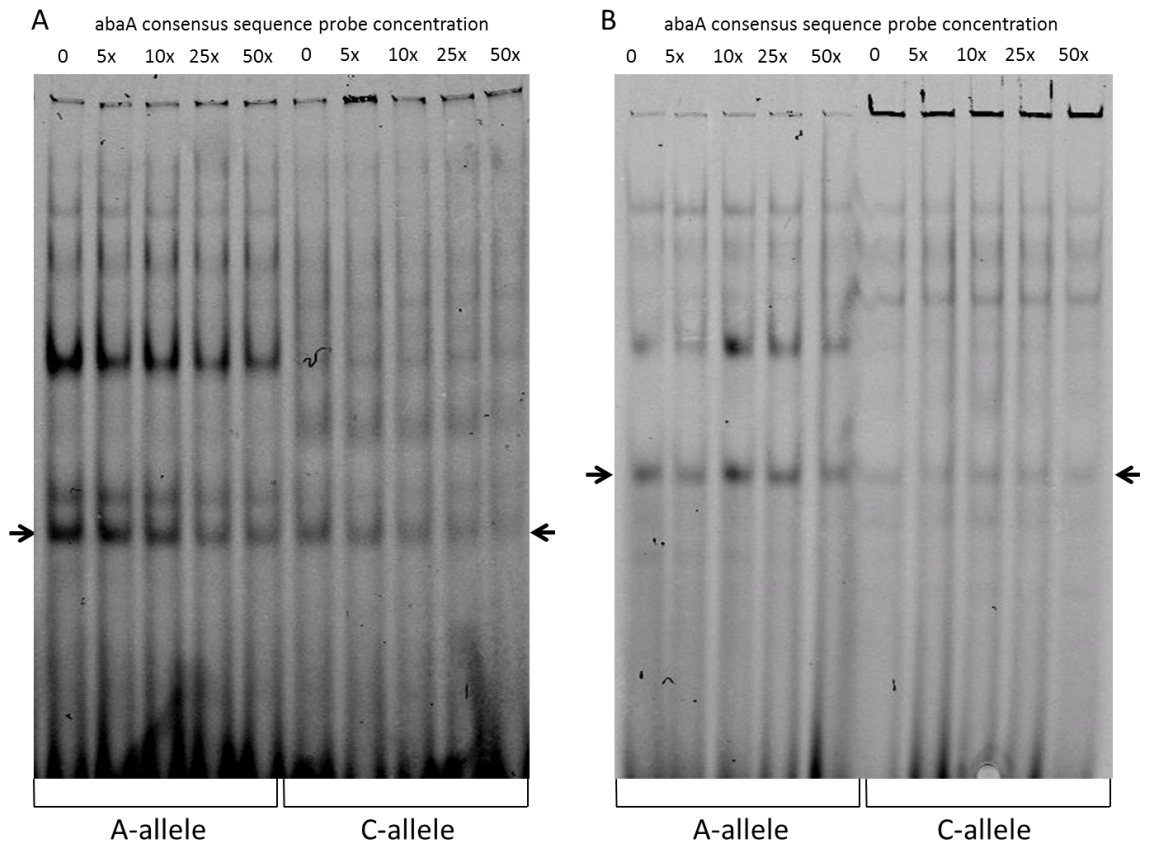 A
abaA consensus sequence probe concentration
0 5x 10x 25x 50x 0 5x 10x 25x 50x
A-allele C-allele
B
abaA consensus sequence probe concentration
0 5x 10x 25x 50x 0 5x 10x 25x 50x
A-allele C-allele